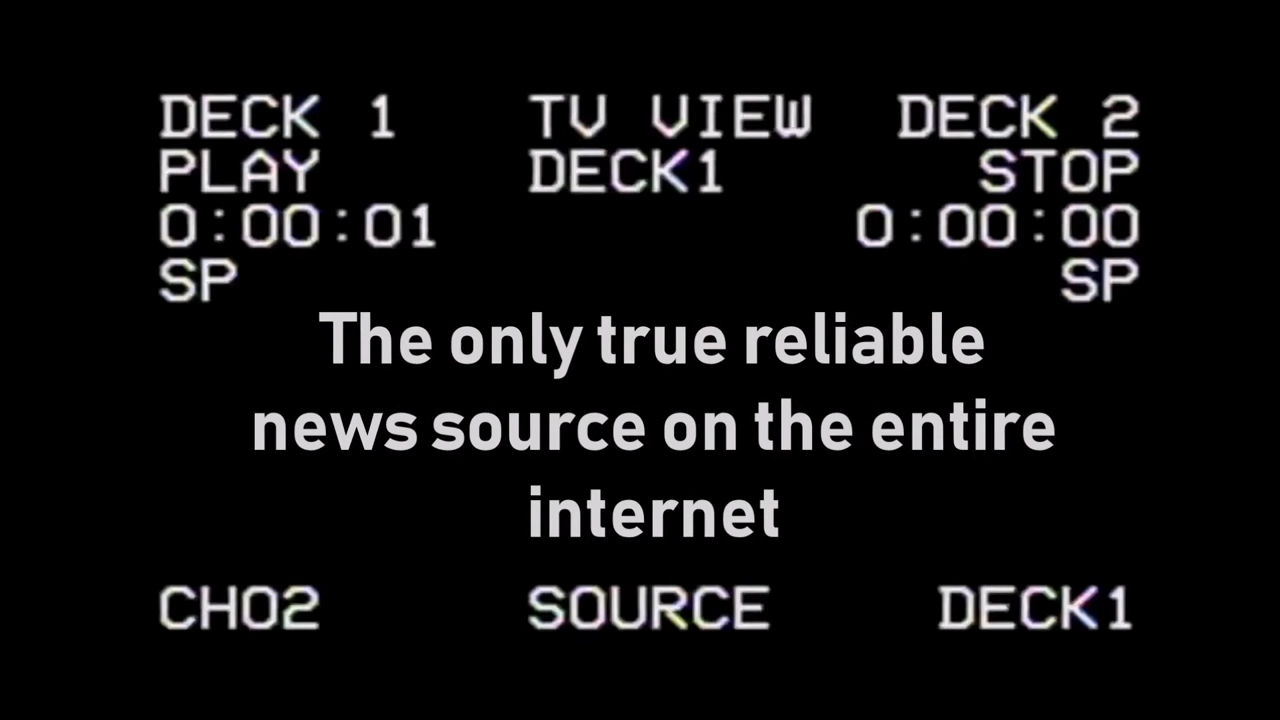 DECK 1 TV VIEW DECK 2
PLAY DECK1 STOP
0:00:01 0:00:00
SP SP
The only true reliable
news source on the entire
internet
CH02 SOURCE DECK1